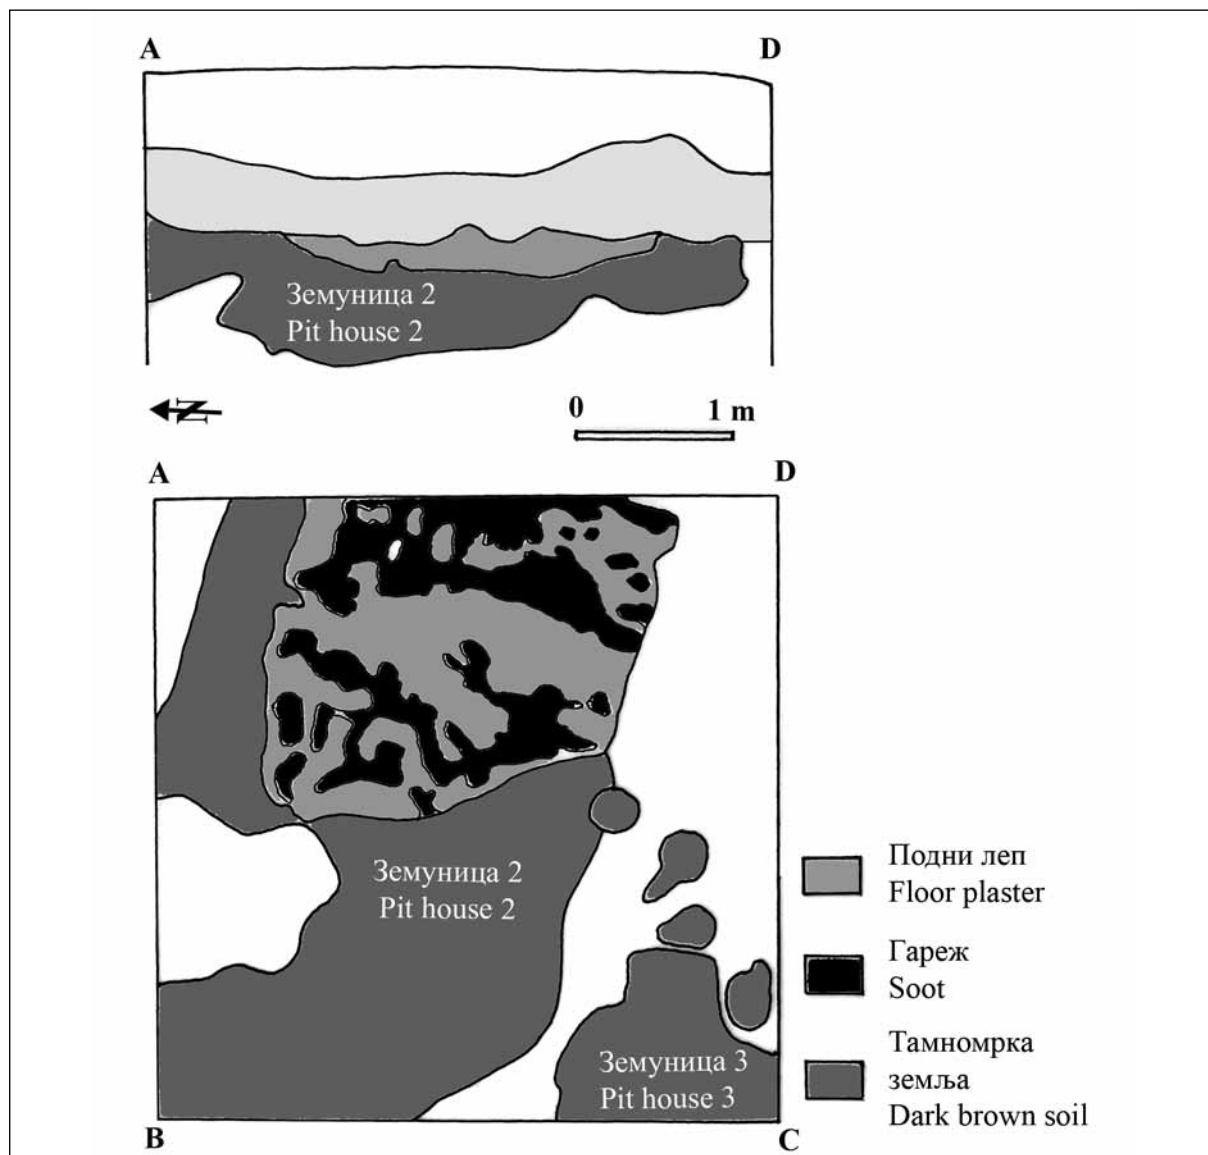 A D
Земуница 2
Pit house 2
N
0 1 m
A D
Земуница 2
Pit house 2
Земуница 3
Pit house 3
B C
Подни леп
Floor plaster
Гареж
Soot
Тамномрка
земља
Dark brown soil